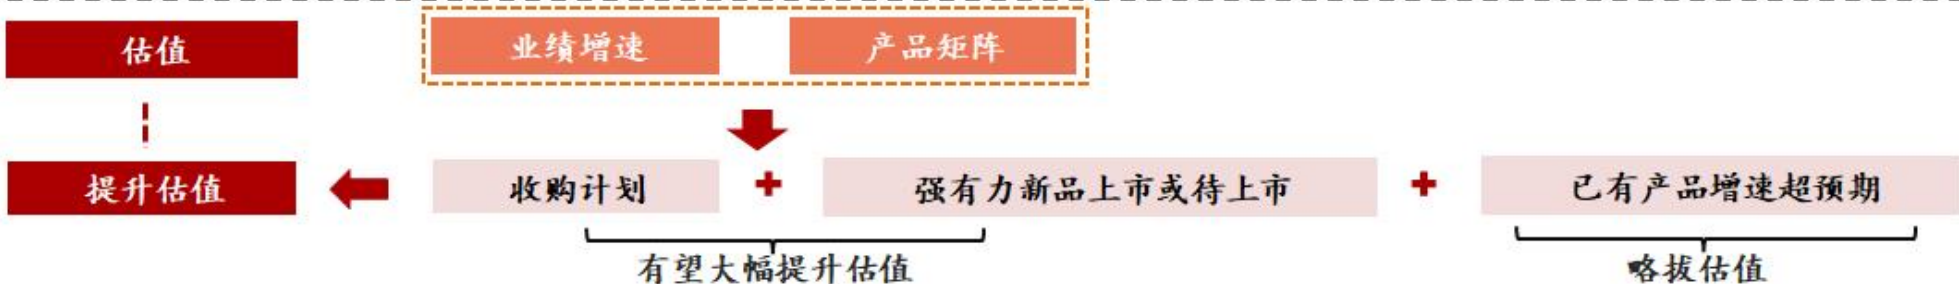 估值
业绩增速
产品矩阵
提升估值
收购计划
+
强有力新品上市或待上市
+
已有产品增速超预期
有望大幅提升估值
略拔估值